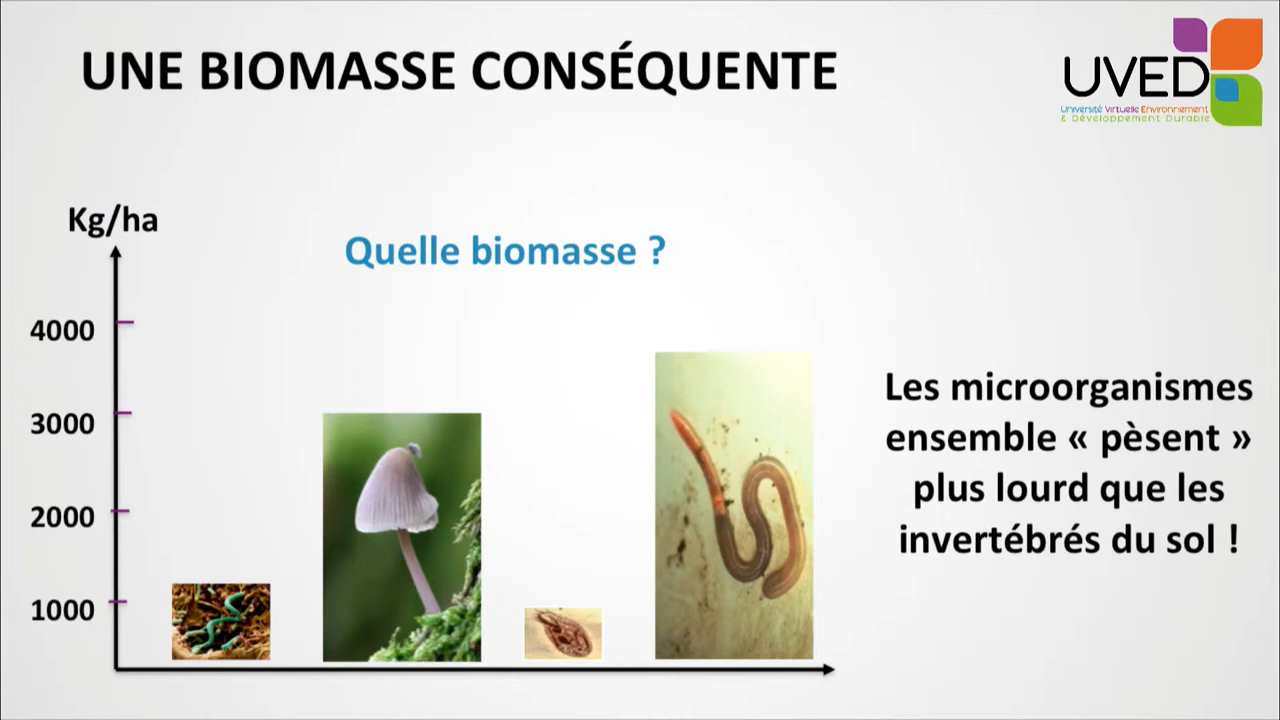 UNE BIOMASSE CONSÉQUENTE
UVED
Université Virtuelle Environnement
& Développement Durable
Kg/ha
Quelle biomasse ?
4000
3000
2000
1000
Les microorganismes
ensemble « pèsent »
plus lourd que les
invertébrés du sol !